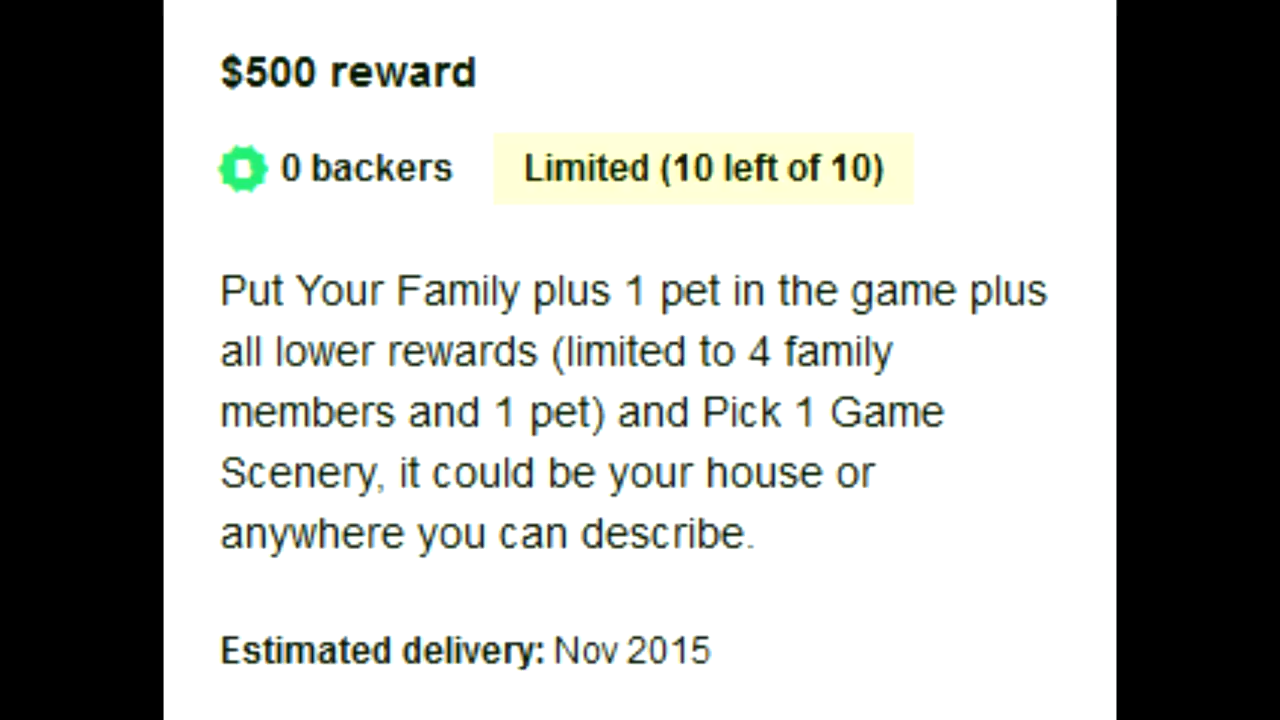 $500 reward
0 backers Limited (10 left of 10)
Put Your Family plus 1 pet in the game plus
all lower rewards (limited to 4 family
members and 1 pet) and Pick 1 Game
Scenery, it could be your house or
anywhere you can describe.
Estimated delivery: Nov 2015